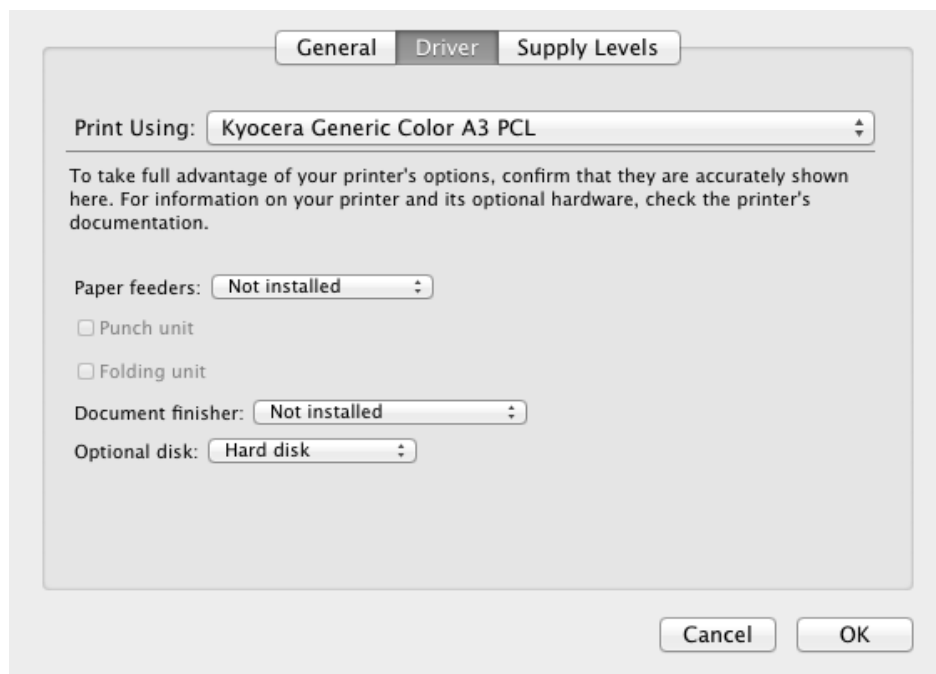 General Driver Supply Levels
Print Using: Kyocera Generic Color A3 PCL
To take full advantage of your printer's options, confirm that they are accurately shown
here. For information on your printer and its optional hardware, check the printer's
documentation.
Paper feeders: Not installed
Punch unit
Folding unit
Document finisher: Not installed
Optional disk: Hard disk
Cancel OK